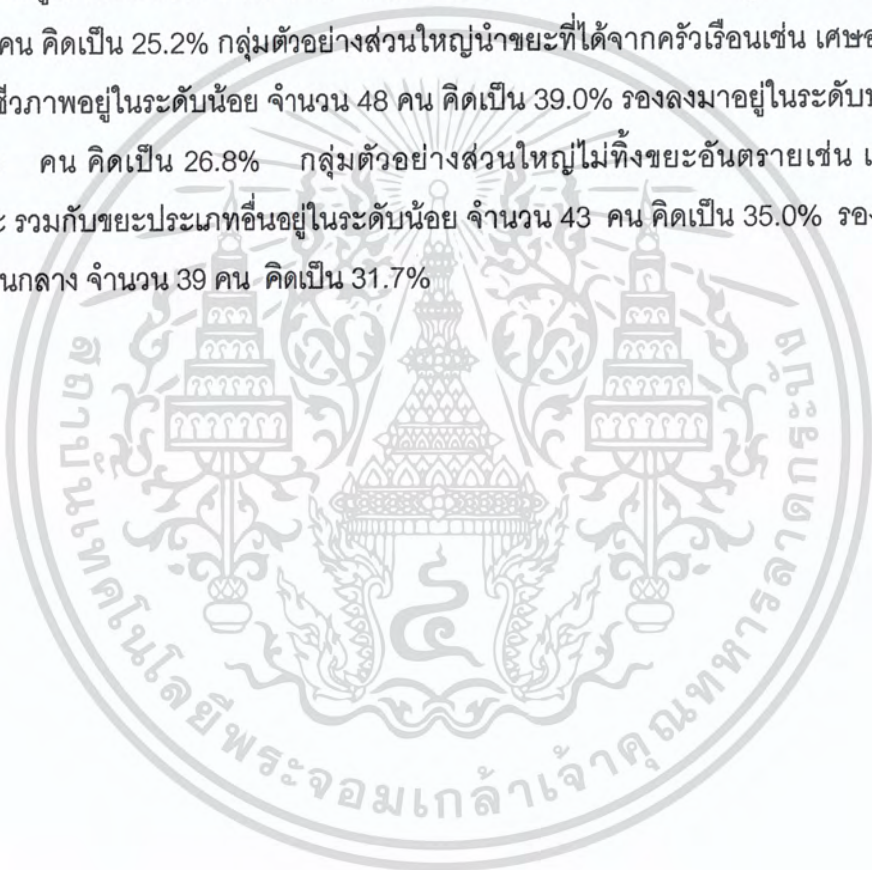 คน คิดเป็น 25.2% กลุ่มตัวอย่างส่วนใหญ่นำขยะที่ได้จากครัวเรือนเช่น
ชีวภาพอยู่ในระดับน้อย จำนวน 48 คน คิดเป็น 39.0% รองลงมาอยู่ในระดับ
คน คิดเป็น 26.8% กลุ่มตัวอย่างส่วนใหญ่ไม่ทิ้งขยะอันตรายเช่น
รวมกับขยะประเภทอื่นอยู่ในระดับน้อย จำนวน 43 คน คิดเป็น 35.0%
นกลาง จำนวน 39 คน คิดเป็น 31.7%
สถาบันเทคโนโลยีพระจอมเกล้าเจ้าคุณทหารลาดกระบัง